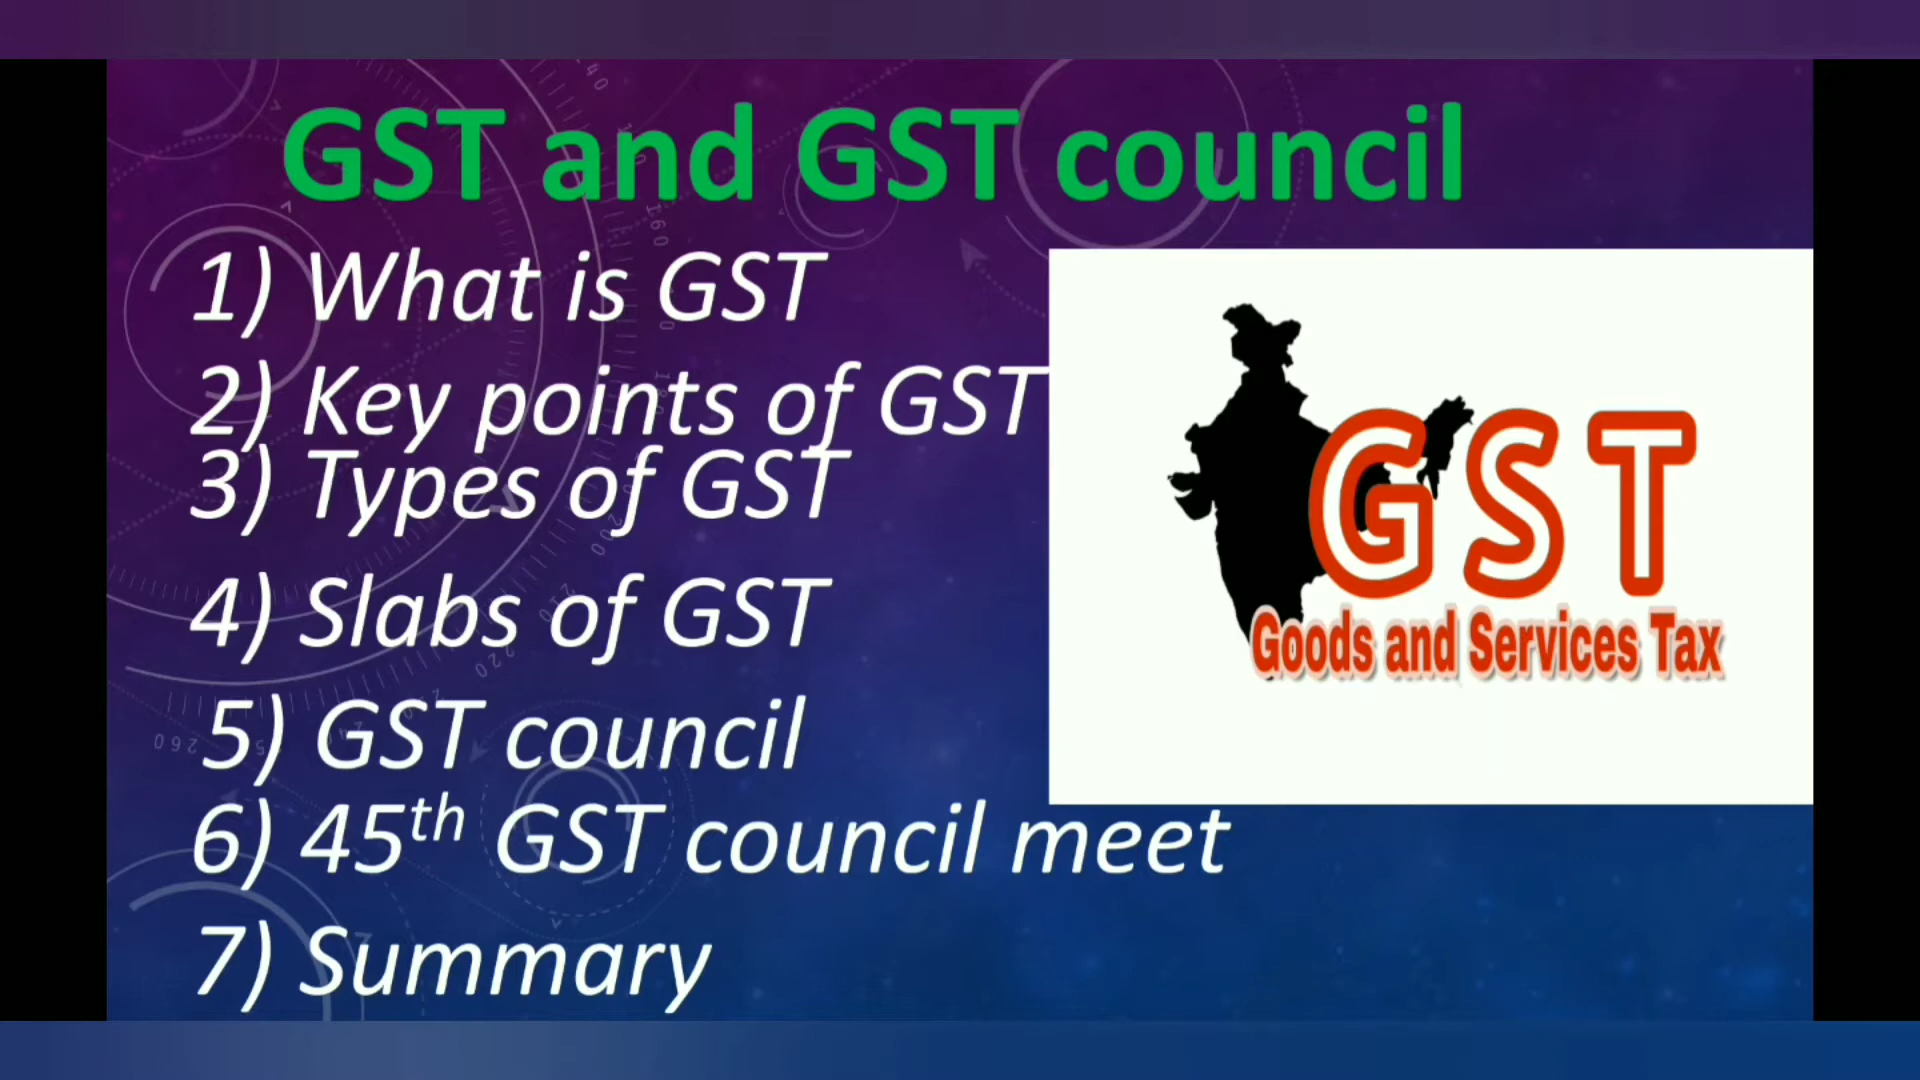 GST and GST council
1) What is GST
2) Key points of GST
3) Types of GST
4) Slabs of GST
5) GST council
6) 45th GST council meet
7) Summary
GST
Goods and Services Tax